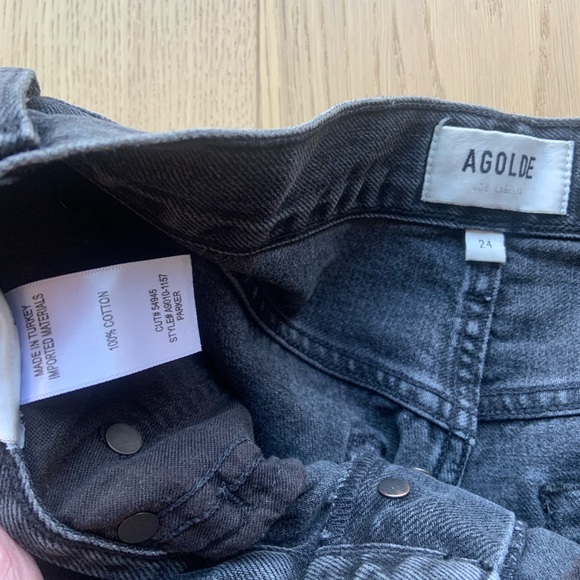 AGOLDE
24
MADE IN TURKEY
IMPORTED MATERIALS
100% COTTON
CUT# 54945
STYLE# A9010-1157
PARKER